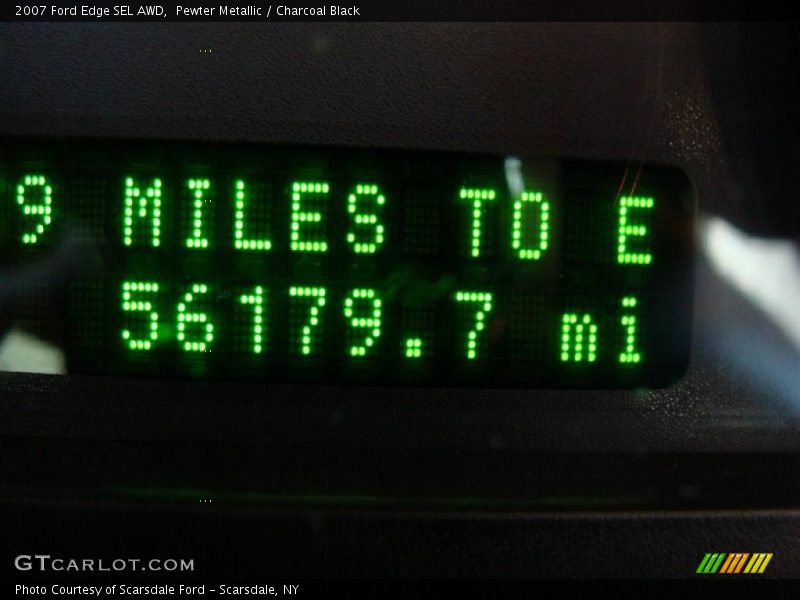 2007 Ford Edge SEL AWD,  Pewter Metallic / Charcoal Black
9 MILES TO E
56179.7 mi
GTCARLOT.COM
Photo Courtesy of Scarsdale Ford - Scarsdale, NY